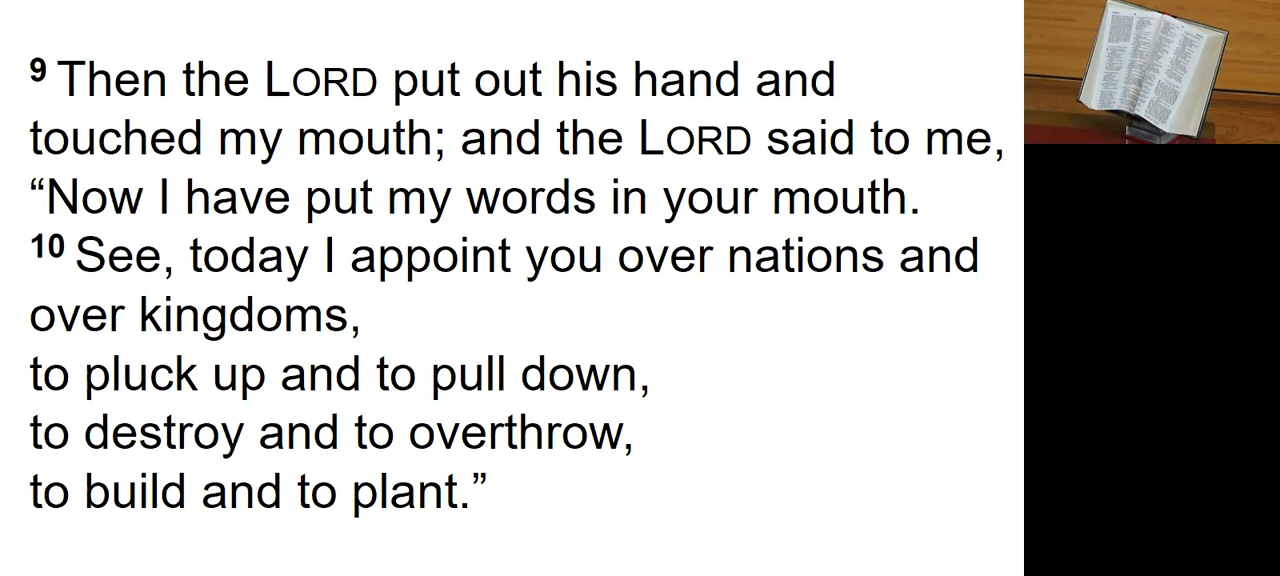 9 Then the LORD put out his hand and
touched my mouth; and the LORD said to me,
“Now I have put my words in your mouth.
10 See, today I appoint you over nations and
over kingdoms,
to pluck up and to pull down,
to destroy and to overthrow,
to build and to plant.”